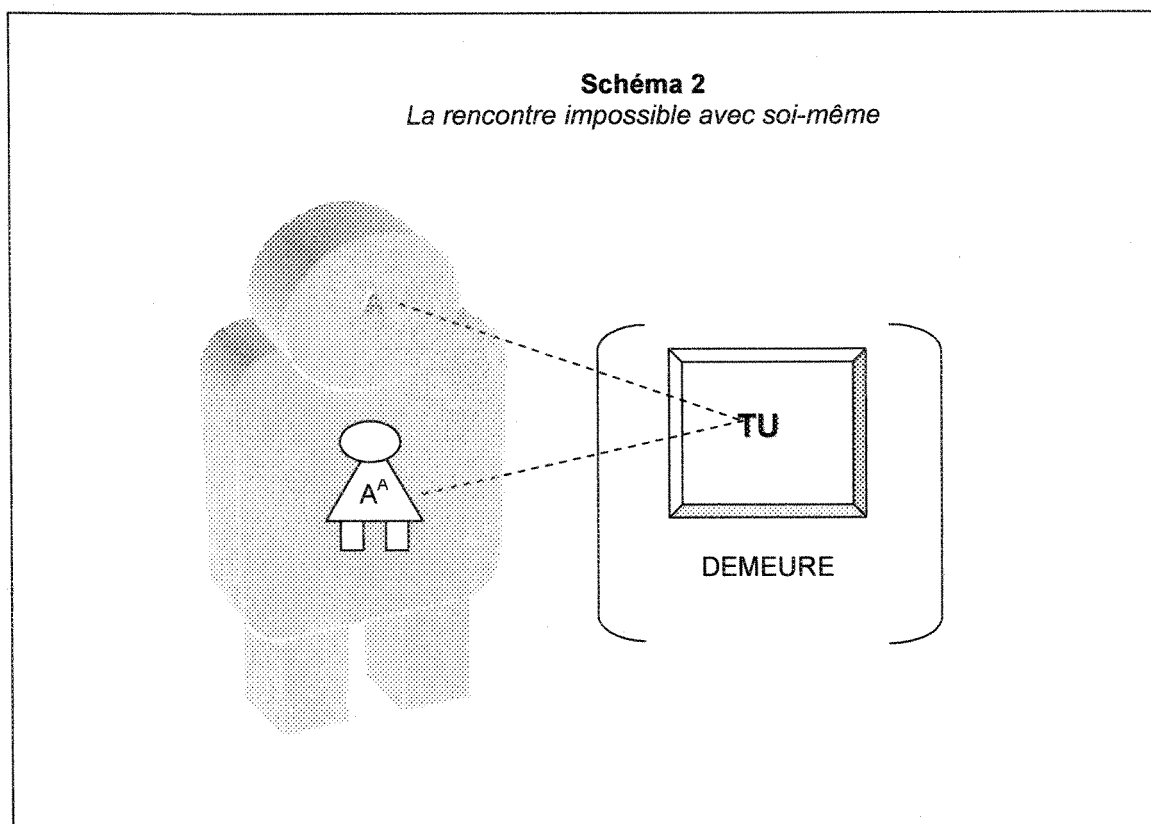 Schéma 2
La rencontre impossible avec soi-même
A
TU
A^A
DEMEURE